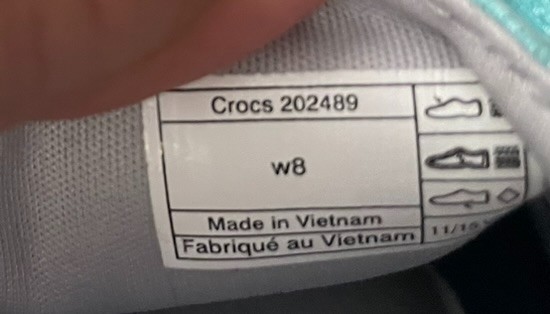 Crocs 202489
w8
Made in Vietnam
Fabriqué au Vietnam